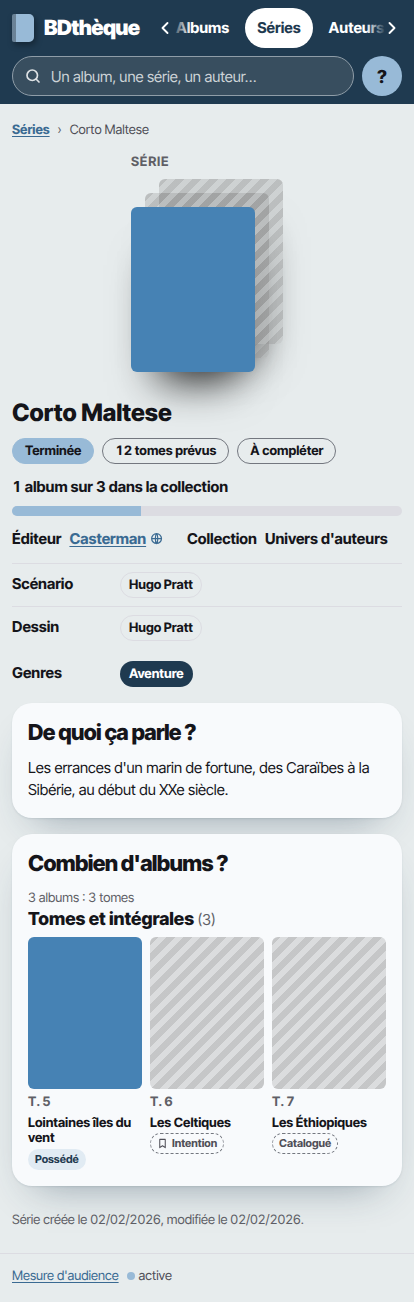 BDthèque
Albums
Séries
Auteurs
Un album, une série, un auteur...
?
Séries › Corto Maltese
SÉRIE
Corto Maltese
Terminée
12 tomes prévus
À compléter
1 album sur 3 dans la collection
Éditeur Casterman Collection Univers d'auteurs
Scénario Hugo Pratt
Dessin Hugo Pratt
Genres Aventure
De quoi ça parle ?
Les errances d'un marin de fortune, des Caraïbes à la
Sibérie, au début du XXe siècle.
Combien d'albums ?
3 albums : 3 tomes
Tomes et intégrales (3)
T. 5
Lointaines îles du
vent
Possédé
T. 6
Les Celtiques
Intention
T. 7
Les Éthiopiques
Catalogué
Série créée le 02/02/2026, modifiée le 02/02/2026.
Mesure d'audience active